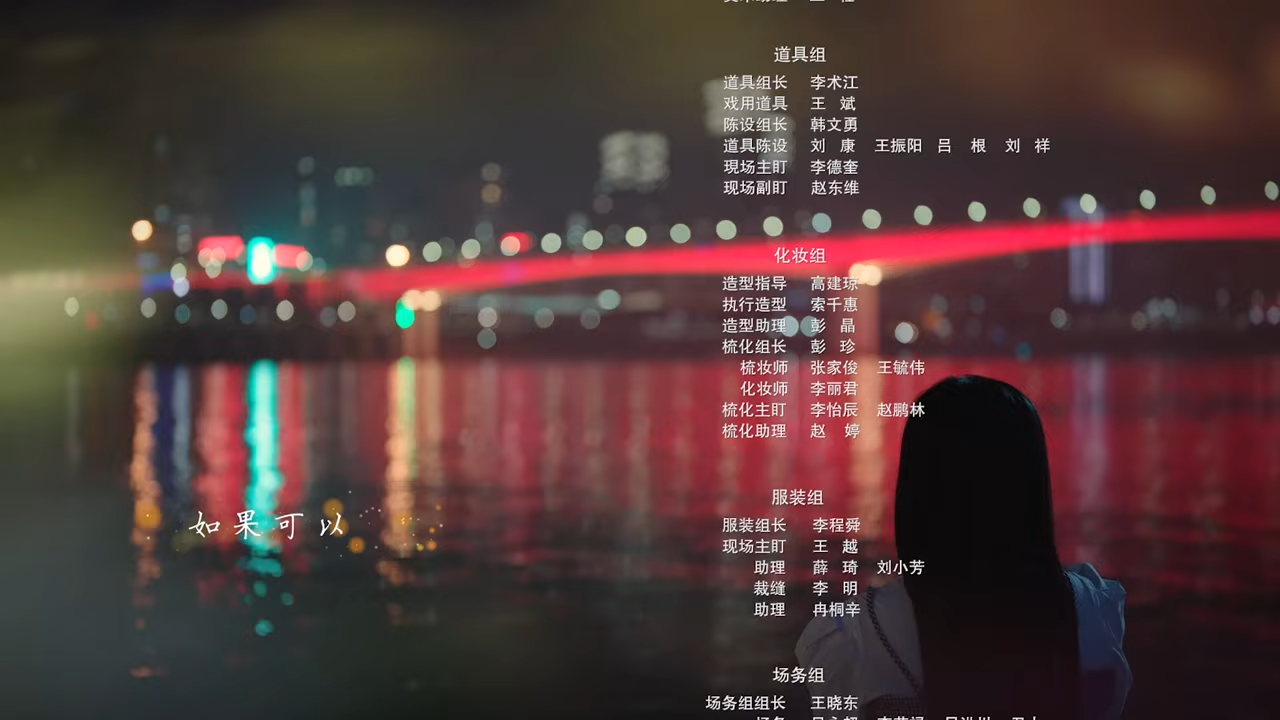 道具组
道具组长 李术江
戏用道具 王 斌
陈设组长 韩文勇
道具陈设 刘 康 王振阳 吕 根 刘 祥
现场主盯 李德奎
现场副盯 赵东维
化妆组
造型指导 高建琼
执行造型 索千惠
造型助理 彭 晶
梳化组长 彭 珍
梳妆师 张家俊 王毓伟
化妆师 李丽君
梳化主盯 李怡辰 赵鹏林
梳化助理 赵 婷
如果可以
服装组
服装组长 李程舜
现场主盯 王 越
助理 薛 琦 刘小芳
裁缝 李 明
助理 冉桐辛
场务组
场务组组长 王晓东